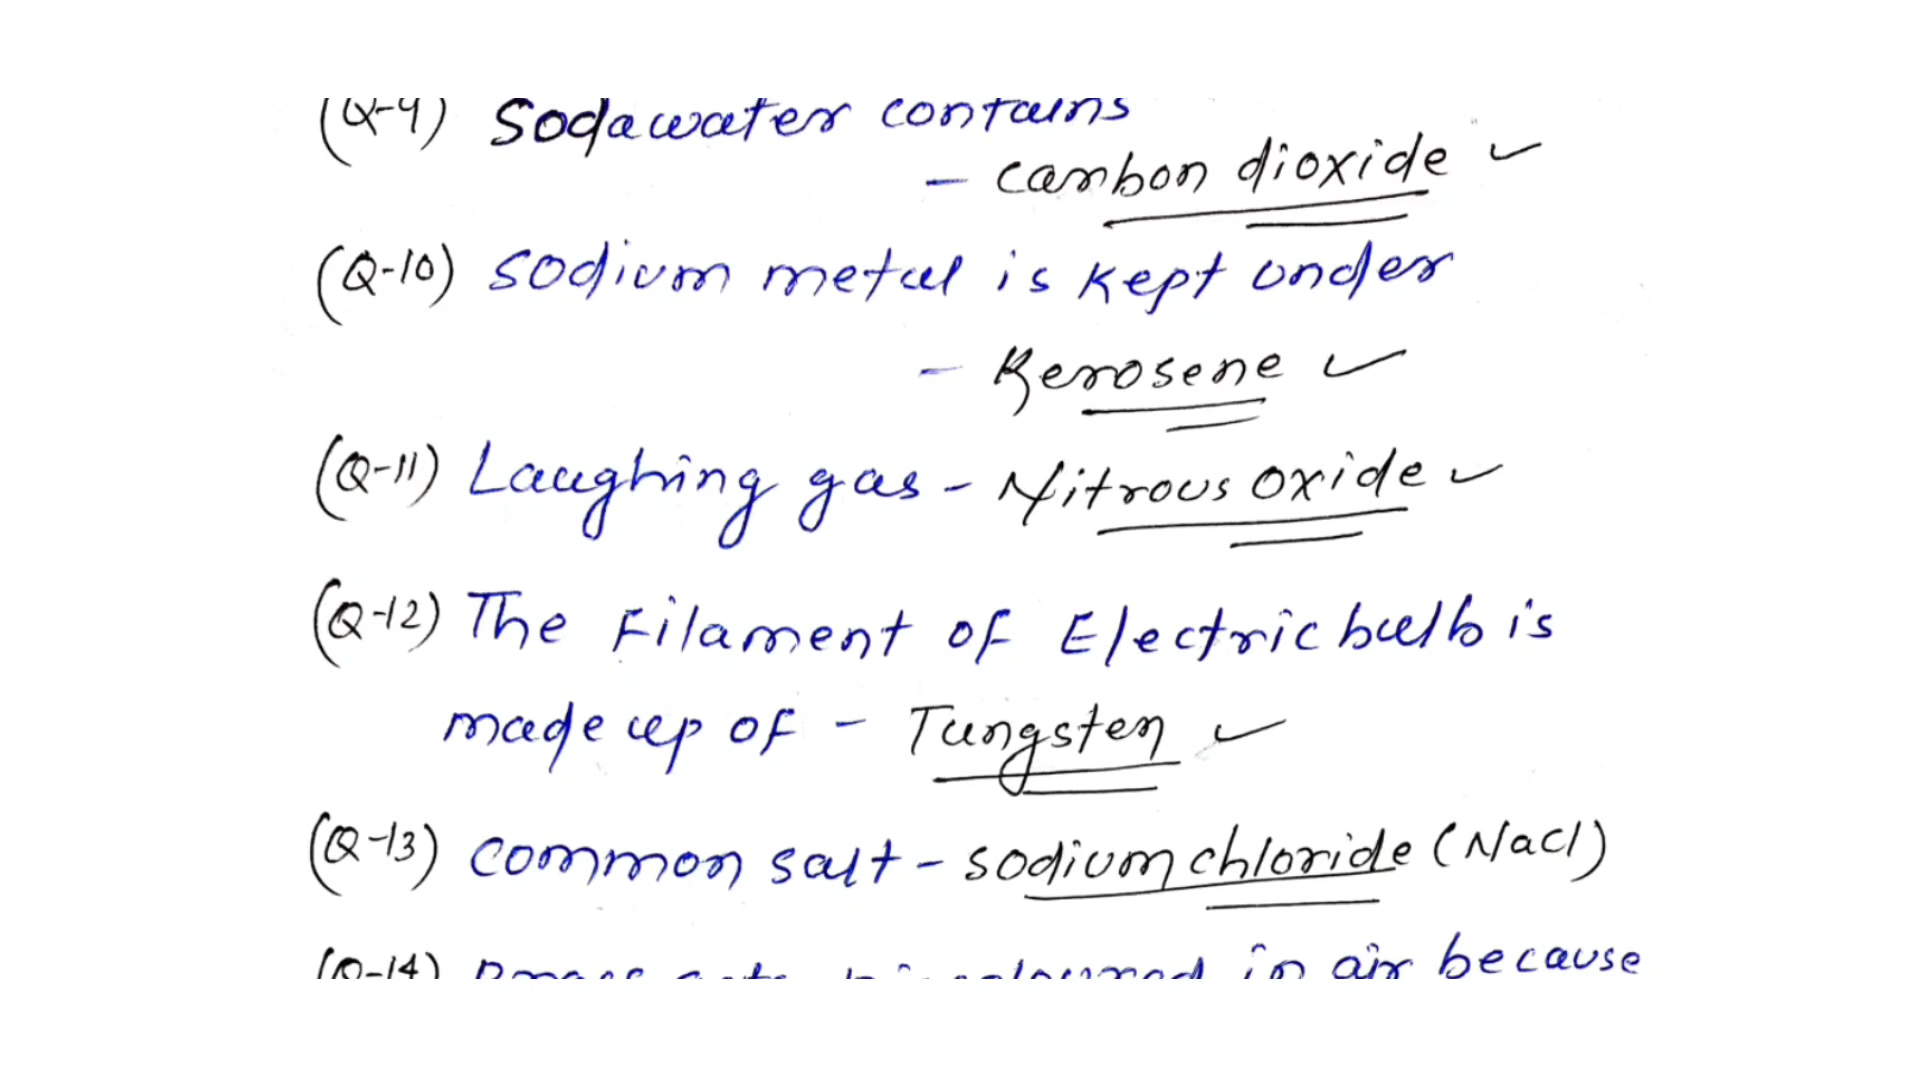 (Q-9) Sodawater contains
- carbon dioxide
(Q-10) sodium metal is kept under
- Kerosene
(Q-11) Laughing gas - Nitrous oxide
(Q-12) The Filament of Electric bulb is
made up of - Tungsten
(Q-13) common salt - sodium chloride (Nacl)
(Q-14) in air because